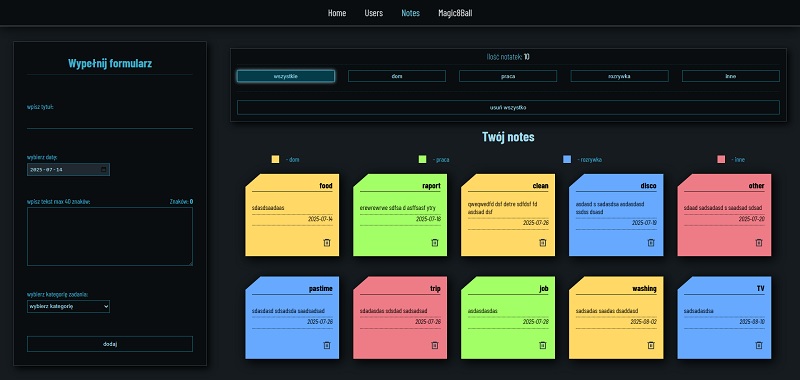 Home Users Notes Magic8Ball
Wypełnij formularz
wpisz tytuł:
wybierz datę:
2025-07-14
wpisz tekst max 40 znaków: Znaków: 0
wybierz kategorię zadania:
wybierz kategorię
dodaj
Ilość notatek: 10
wszystkie dom praca rozrywka inne
usuń wszystko
Twój notes
- dom - praca - rozrywka - inne
food
sdasdsaadaas
2025-07-14
raport
erewrewrwe sdfsa d asffsasf ytry
2025-07-16
clean
qweqwedfd dsf detre sdfdsf fd
asdsad dsf
2025-07-26
disco
asdasd s sadasdsa asdasdasd
ssdss dsasd
2025-07-19
other
sdaad sadsadasd s saadsad sdsad
2025-07-20
pastime
sdasdasd sdsadsda saadsadsad
2025-07-26
trip
sdadasdas sdsdad sadsadsad
2025-07-26
job
asdasdasdas
2025-07-28
washing
sadsadas saadas dsaddasd
2025-08-02
TV
sadsadasdsa
2025-08-10